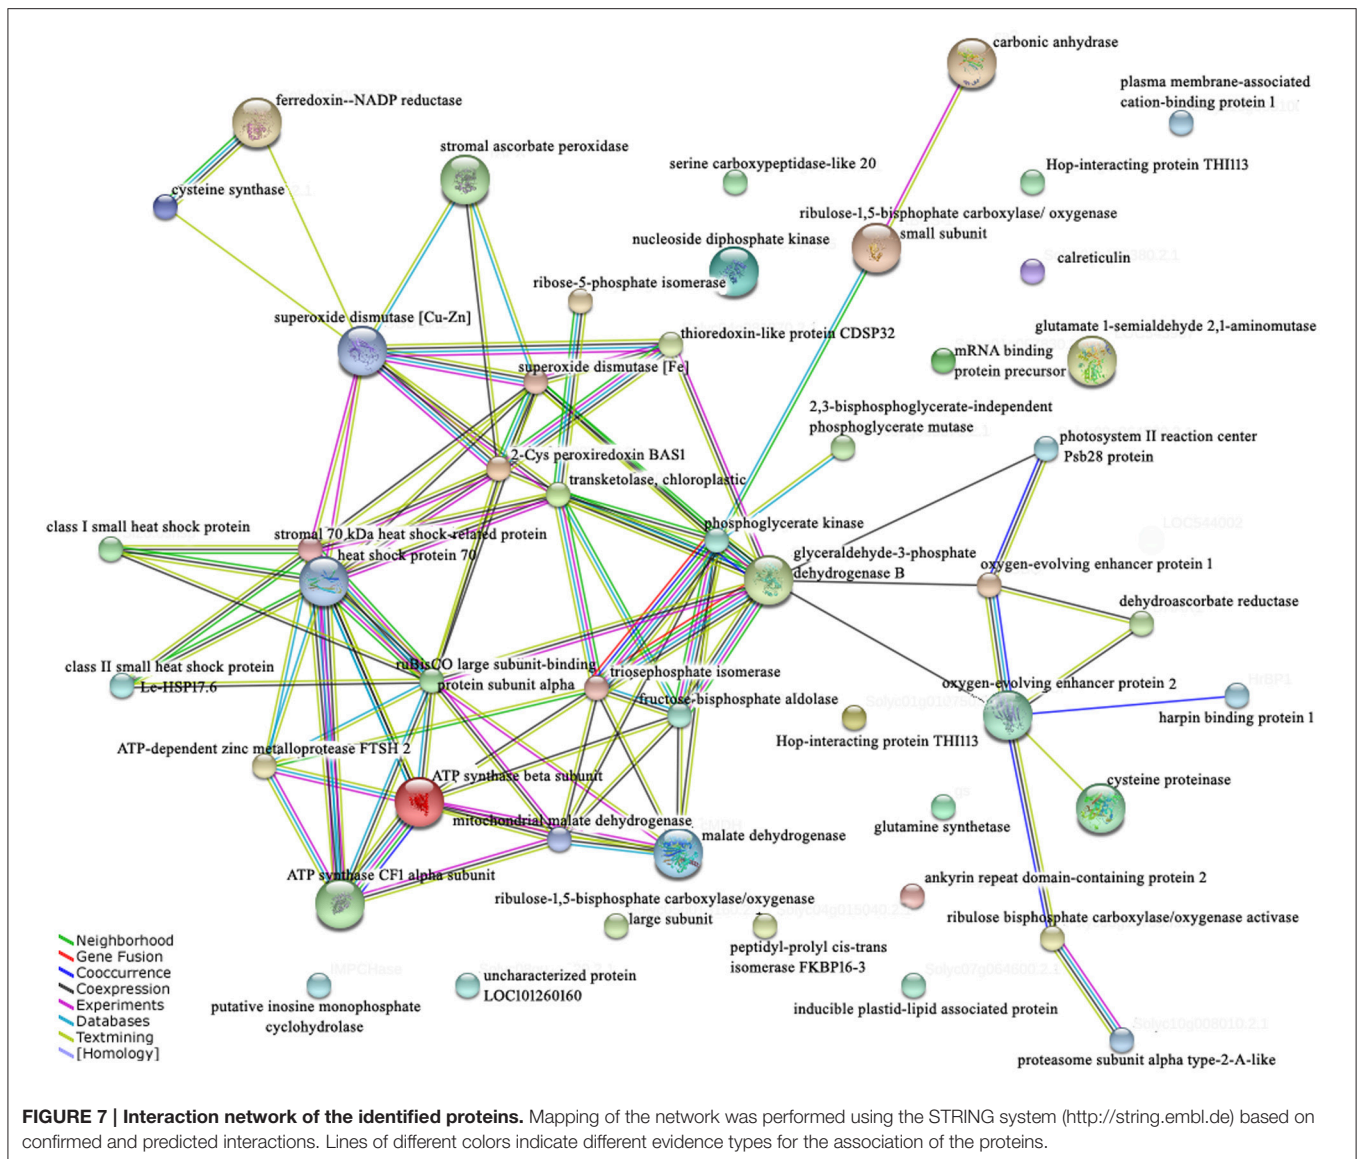 carbonic anhydrase
plasma membrane-associated
cation-binding protein 1
ferredoxin--NADP reductase
stromal ascorbate peroxidase
serine carboxypeptidase-like 20
Hop-interacting protein THI113
cysteine synthase
ribulose-1,5-bisphophate carboxylase/ oxygenase
small subunit
nucleoside diphosphate kinase
calreticulin
ribose-5-phosphate isomerase
superoxide dismutase [Cu-Zn]
thioredoxin-like protein CDSP32
glutamate 1-semialdehyde 2,1-aminomutase
mRNA binding
protein precursor
superoxide dismutase [Fe]
2,3-bisphosphoglycerate-independent
phosphoglycerate mutase
photosystem II reaction center
Psb28 protein
2-Cys peroxiredoxin BAS1
transketolase, chloroplastic
class I small heat shock protein
stromal 70 kDa heat shock-related protein
heat shock protein 70
phosphoglycerate kinase
LOC544002
glyceraldehyde-3-phosphate
dehydrogenase B
oxygen-evolving enhancer protein 1
dehydroascorbate reductase
class II small heat shock protein
Le-HSP17.6
ruBisCO large subunit-binding
protein subunit alpha
triosephosphate isomerase
fructose-bisphosphate aldolase
oxygen-evolving enhancer protein 2
HrBP1
harpin binding protein 1
Hop-interacting protein THI113
ATP-dependent zinc metalloprotease FTSH 2
ATP synthase beta subunit
cysteine proteinase
gs
glutamine synthetase
mitochondrial malate dehydrogenase
malate dehydrogenase
ATP synthase CF1 alpha subunit
ankyrin repeat domain-containing protein 2
ribulose-1,5-bisphosphate carboxylase/oxygenase
large subunit
Solyc04g015040.2.1
ribulose bisphosphate carboxylase/oxygenase activase
peptidyl-prolyl cis-trans
isomerase FKBP16-3
IMPCHase
putative inosine monophosphate
cyclohydrolase
uncharacterized protein
LOC101260160
Solyc07g064600.2.1
inducible plastid-lipid associated protein
Solyc10g008010.2.1
proteasome subunit alpha type-2-A-like
Neighborhood
Gene Fusion
Cooccurrence
Coexpression
Experiments
Databases
Textmining
[Homology]
FIGURE 7 | Interaction network of the identified proteins. Mapping of the network was performed using the STRING system (http://string.embl.de) based on
confirmed and predicted interactions. Lines of different colors indicate different evidence types for the association of the proteins.